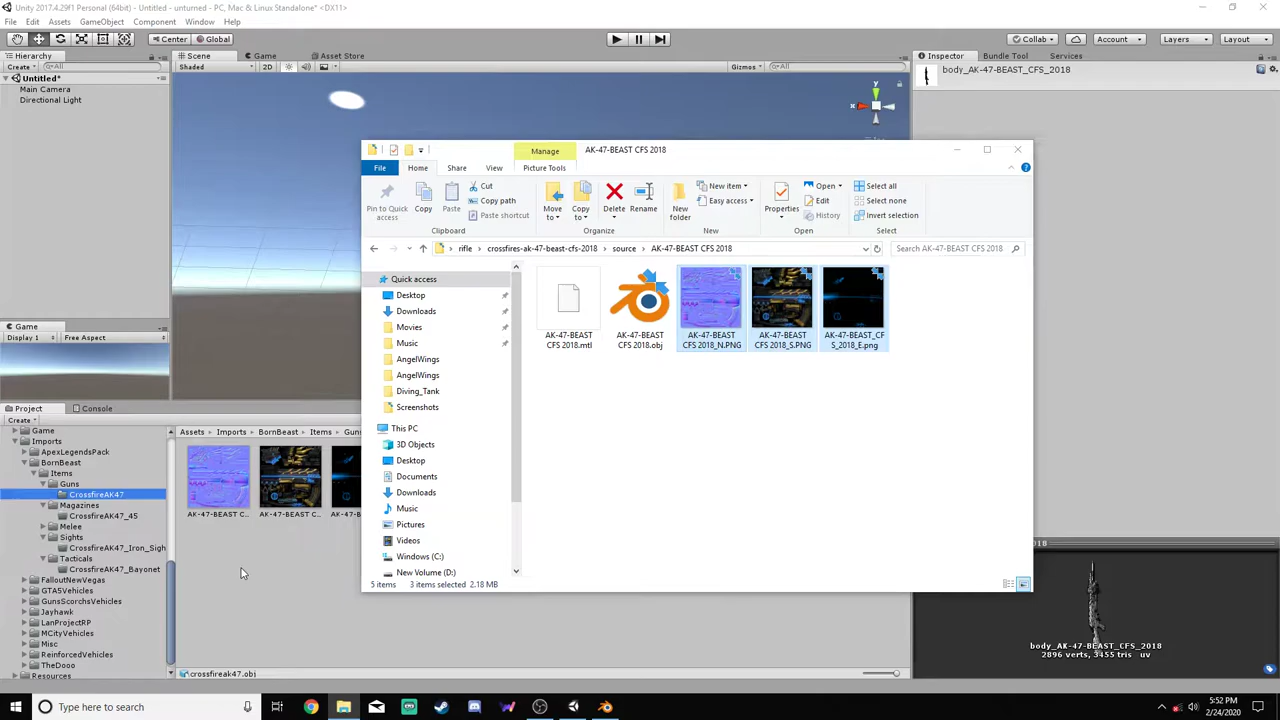 Unity 2017.4.29f1 Personal (64bit) - Untitled - unturned - PC, Mac & Linux Standalone* <DX11>
File Edit Assets GameObject Component Window Help
Center Global Collab Account Layers Layout
Hierarchy Scene Game Asset Store Inspector Bundle Tool Services
Create All Shaded 2D Gizmos All body_AK-47-BEAST_CFS_2018
Untitled*
Main Camera
Directional Light
y
x
Manage AK-47-BEAST CFS 2018
File Home Share View Picture Tools
Pin to Quick access
Copy
Paste
Cut
Copy path
Paste shortcut
Clipboard
Move to
Copy to
Delete
Rename
Organize
New folder
New item
Easy access
New
Properties
Open
Edit
History
Open
Select all
Select none
Invert selection
Select
rifle crossfires-ak-47-beast-cfs-2018 source AK-47-BEAST CFS 2018 Search AK-47-BEAST CFS 2018
Quick access
Desktop
Downloads
Movies
Music
AngelWings
AngelWings
Diving_Tank
Screenshots
This PC
3D Objects
Desktop
Documents
Downloads
Music
Pictures
Videos
Windows (C:)
New Volume (D:)
AK-47-BEAST CFS 2018.mtl
AK-47-BEAST CFS 2018.obj
AK-47-BEAST CFS 2018_N.PNG
AK-47-BEAST CFS 2018_S.PNG
AK-47-BEAST_CFS_2018_E.png
5 items 3 items selected 2.18 MB
Game
Display 1 Free Aspect
Project Console
Create
Game
Imports
ApexLegendsPack
BornBeast
Items
Guns
CrossfireAK47
Magazines
CrossfireAK47_45
Melee
Sights
CrossfireAK47_Iron_Sigh
Tacticals
CrossfireAK47_Bayonet
FalloutNewVegas
GTA5Vehicles
GunsScorchsVehicles
Jayhawk
LanProjectRP
MCityVehicles
Misc
ReinforcedVehicles
TheDooo
Resources
Assets Imports BornBeast Items Guns
AK-47-BEAST C... AK-47-BEAST C... AK-47-BEAST
crossfireak47.obj
018
body_AK-47-BEAST_CFS_2018
2896 verts, 3455 tris uv
Type here to search
5:52 PM
2/24/2020